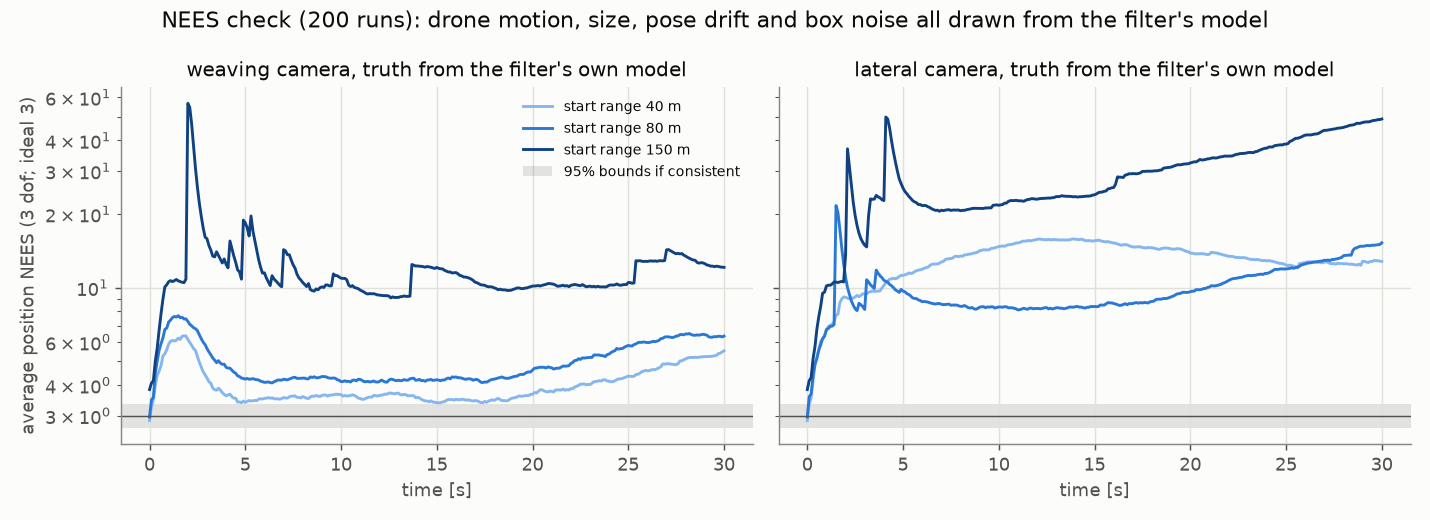 NEES check (200 runs): drone motion, size, pose drift and box noise all drawn from the filter's model
weaving camera, truth from the filter's own model
average position NEES (3 dof; ideal 3)
6 × 10¹
4 × 10¹
3 × 10¹
2 × 10¹
10¹
6 × 10⁰
4 × 10⁰
3 × 10⁰
start range 40 m
start range 80 m
start range 150 m
95% bounds if consistent
0 5 10 15 20 25 30
time [s]
lateral camera, truth from the filter's own model
0 5 10 15 20 25 30
time [s]